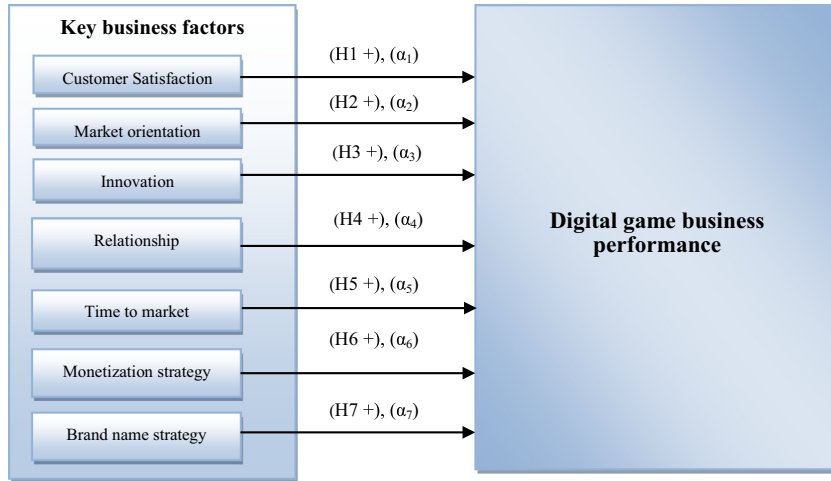 Key business factors
Customer Satisfaction
(H1 +), (α₁)
Market orientation
(H2 +), (α₂)
Innovation
(H3 +), (α₃)
Relationship
(H4 +), (α₄)
Time to market
(H5 +), (α₅)
Monetization strategy
(H6 +), (α₆)
Brand name strategy
(H7 +), (α₇)
Digital game business
performance